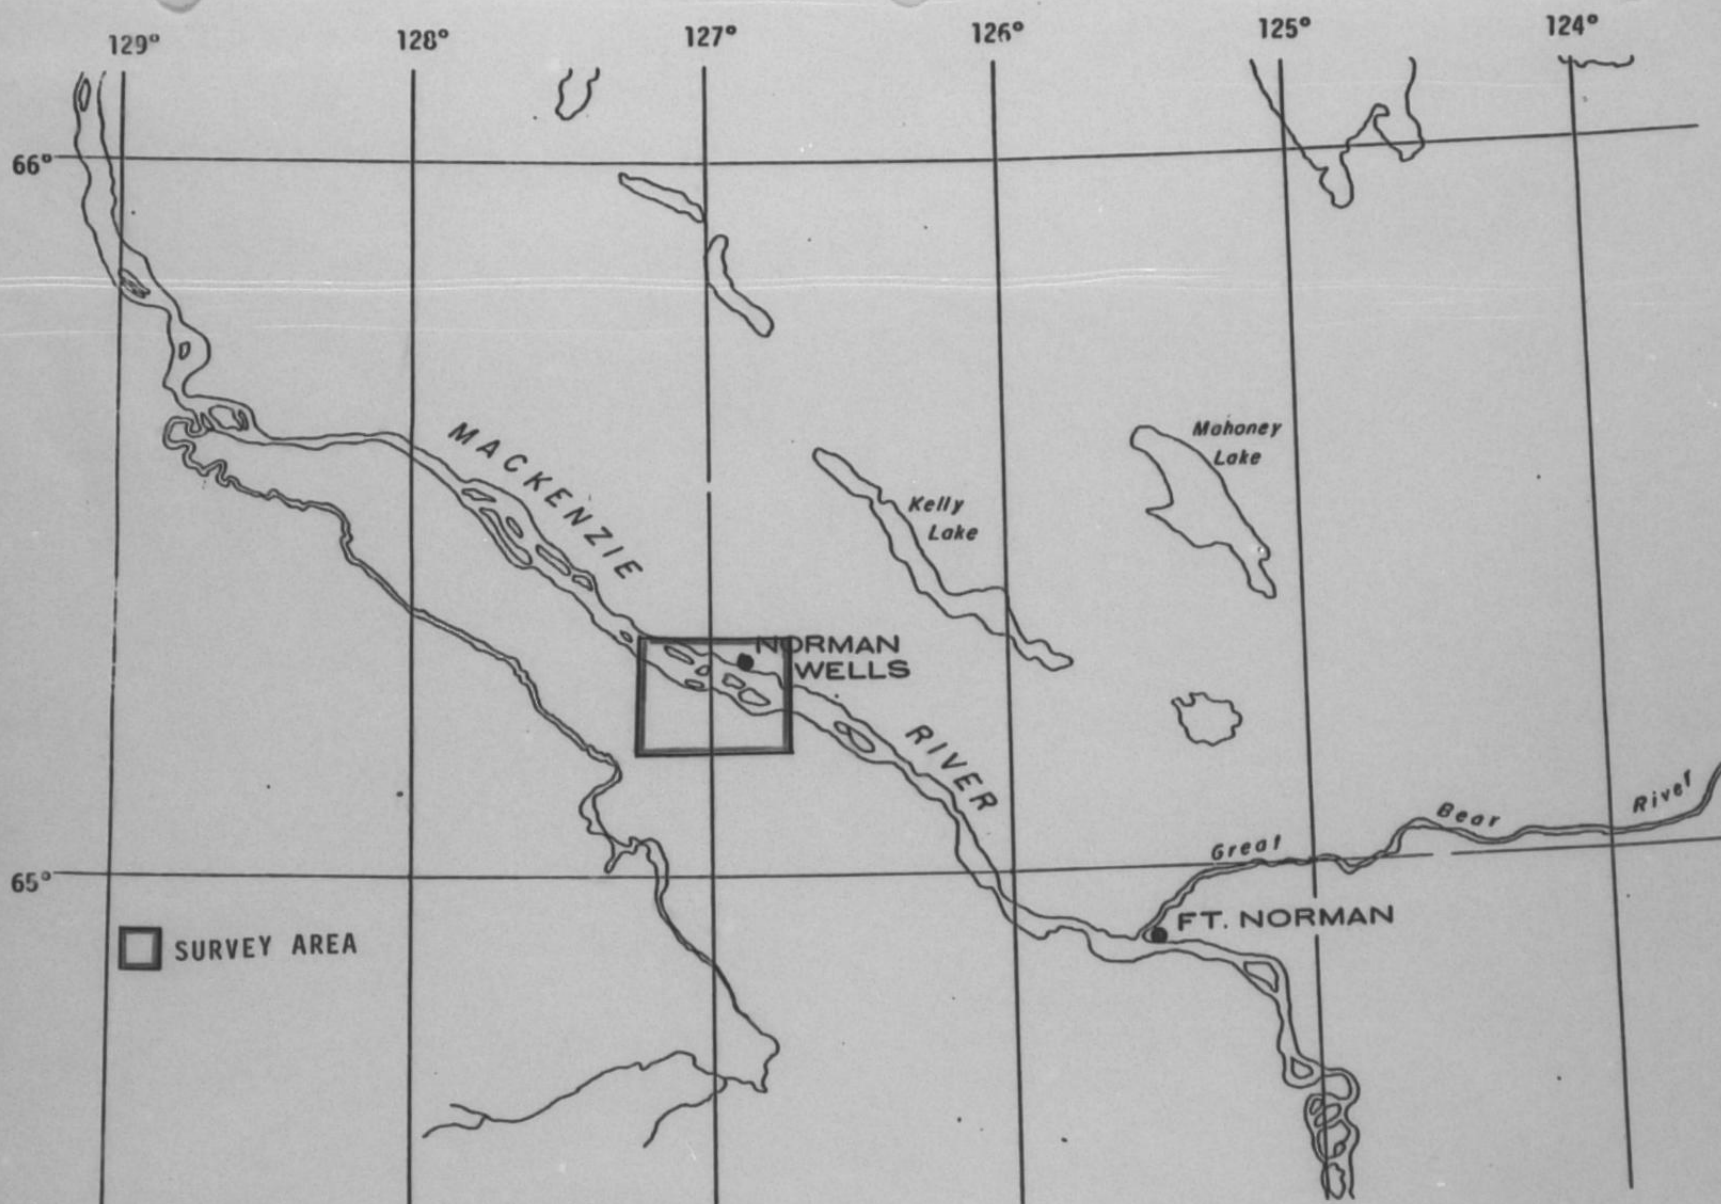 129° 128° 127° 126° 125° 124°
66°
MACKENZIE
Mahoney
Lake
Kelly
Lake
NORMAN
WELLS
RIVER
Great Bear River
65°
FT. NORMAN
SURVEY AREA